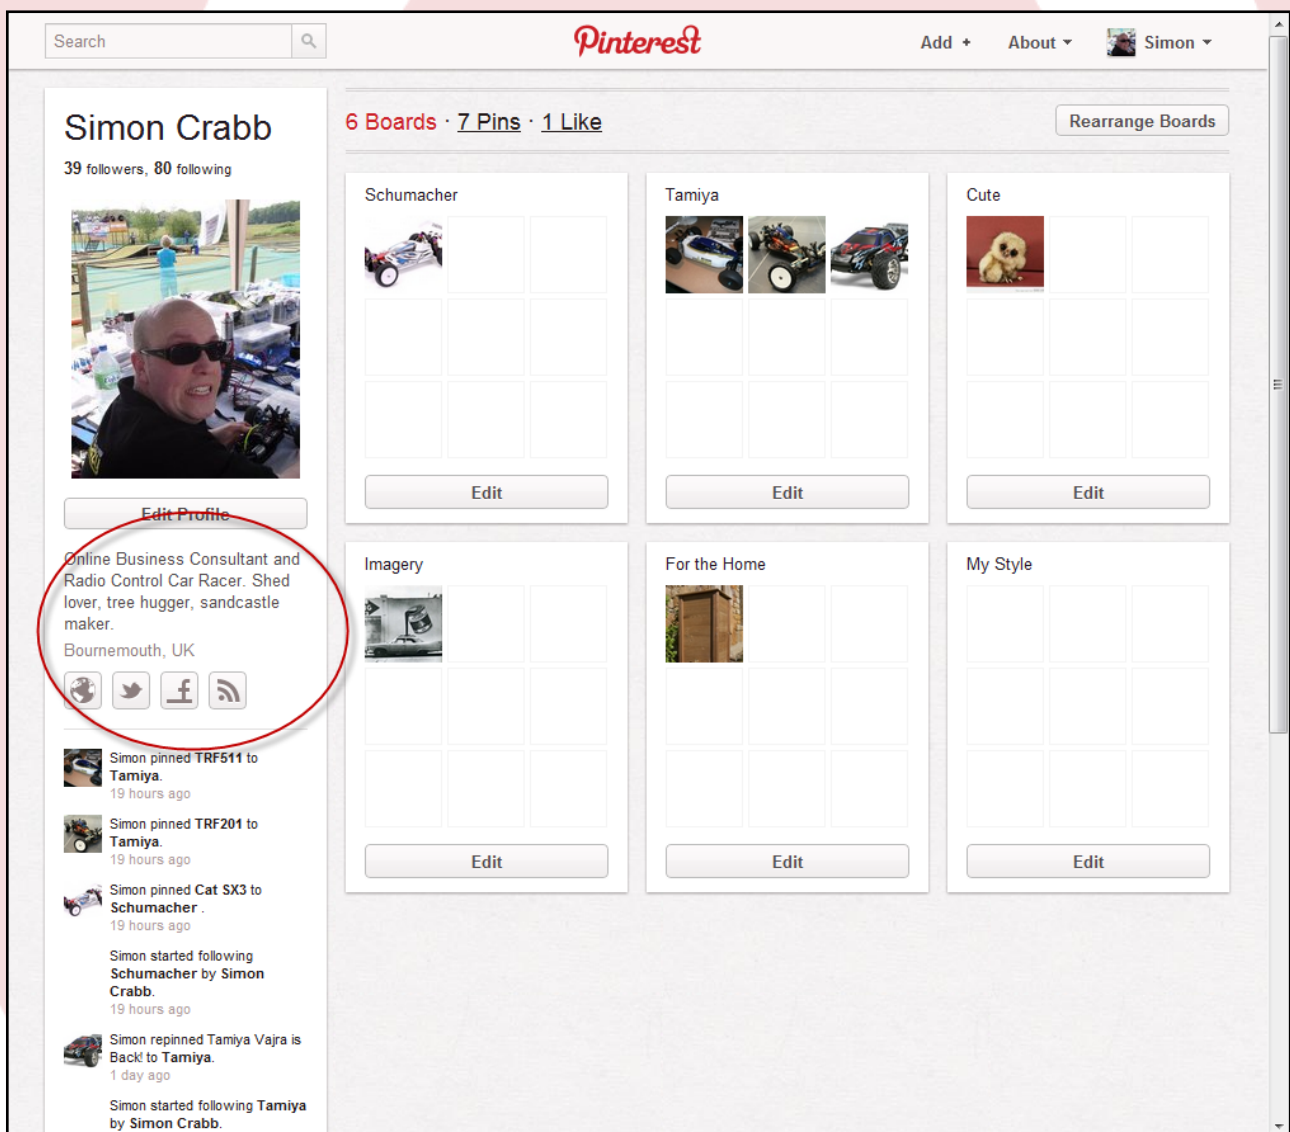 Search
Pinterest
Add +
About
Simon
Simon Crabb
39 followers, 80 following
Edit Profile
Online Business Consultant and
Radio Control Car Racer. Shed
lover, tree hugger, sandcastle
maker.
Bournemouth, UK
Simon pinned TRF511 to
Tamiya.
19 hours ago
Simon pinned TRF201 to
Tamiya.
19 hours ago
Simon pinned Cat SX3 to
Schumacher .
19 hours ago
Simon started following
Schumacher by Simon
Crabb.
19 hours ago
Simon repinned Tamiya Vajra is
Back! to Tamiya.
1 day ago
Simon started following Tamiya
by Simon Crabb.
6 Boards · 7 Pins · 1 Like
Rearrange Boards
Schumacher
Edit
Tamiya
Edit
Cute
Edit
Imagery
Edit
For the Home
Edit
My Style
Edit